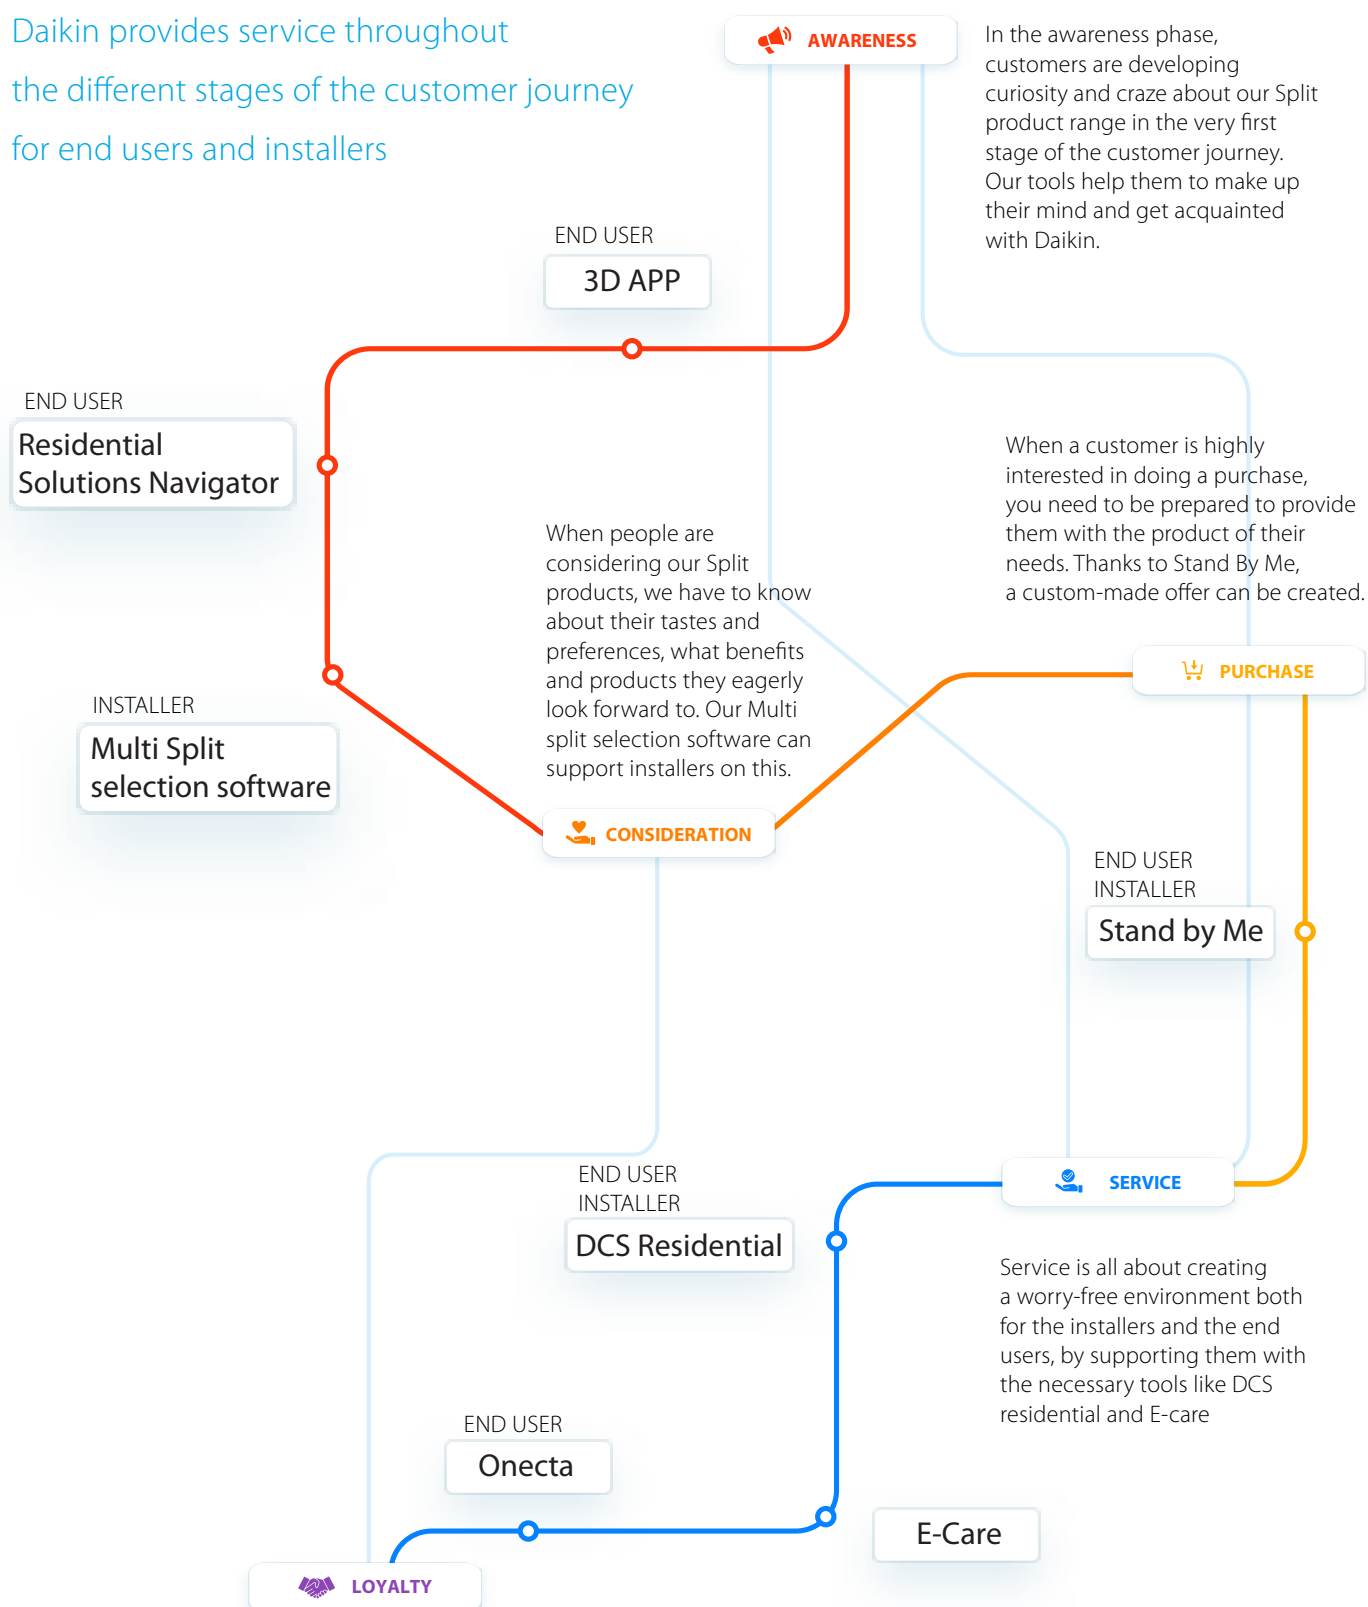 Daikin provides service throughout
the different stages of the customer journey
for end users and installers
AWARENESS
In the awareness phase,
customers are developing
curiosity and craze about our Split
product range in the very first
stage of the customer journey.
Our tools help them to make up
their mind and get acquainted
with Daikin.
END USER
3D APP
END USER
Residential
Solutions Navigator
INSTALLER
Multi Split
selection software
When people are
considering our Split
products, we have to know
about their tastes and
preferences, what benefits
and products they eagerly
look forward to. Our Multi
split selection software can
support installers on this.
CONSIDERATION
When a customer is highly
interested in doing a purchase,
you need to be prepared to provide
them with the product of their
needs. Thanks to Stand By Me,
a custom-made offer can be created.
PURCHASE
END USER
INSTALLER
Stand by Me
SERVICE
Service is all about creating
a worry-free environment both
for the installers and the end
users, by supporting them with
the necessary tools like DCS
residential and E-care
END USER
INSTALLER
DCS Residential
E-Care
END USER
Onecta
LOYALTY